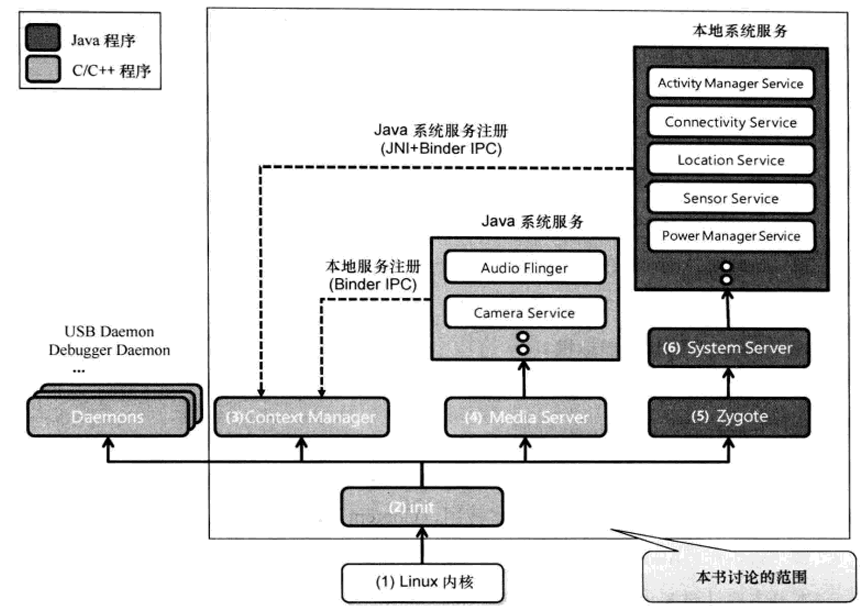 Java 程序
C/C++ 程序
本地系统服务
Activity Manager Service
Connectivity Service
Location Service
Sensor Service
Power Manager Service
Java 系统服务注册
(JNI+Binder IPC)
Java 系统服务
Audio Flinger
Camera Service
本地服务注册
(Binder IPC)
USB Daemon
Debugger Daemon
...
Daemons
(3)Context Manager
(4) Media Server
(5) Zygote
(6) System Server
(2) init
(1) Linux 内核
本书讨论的范围